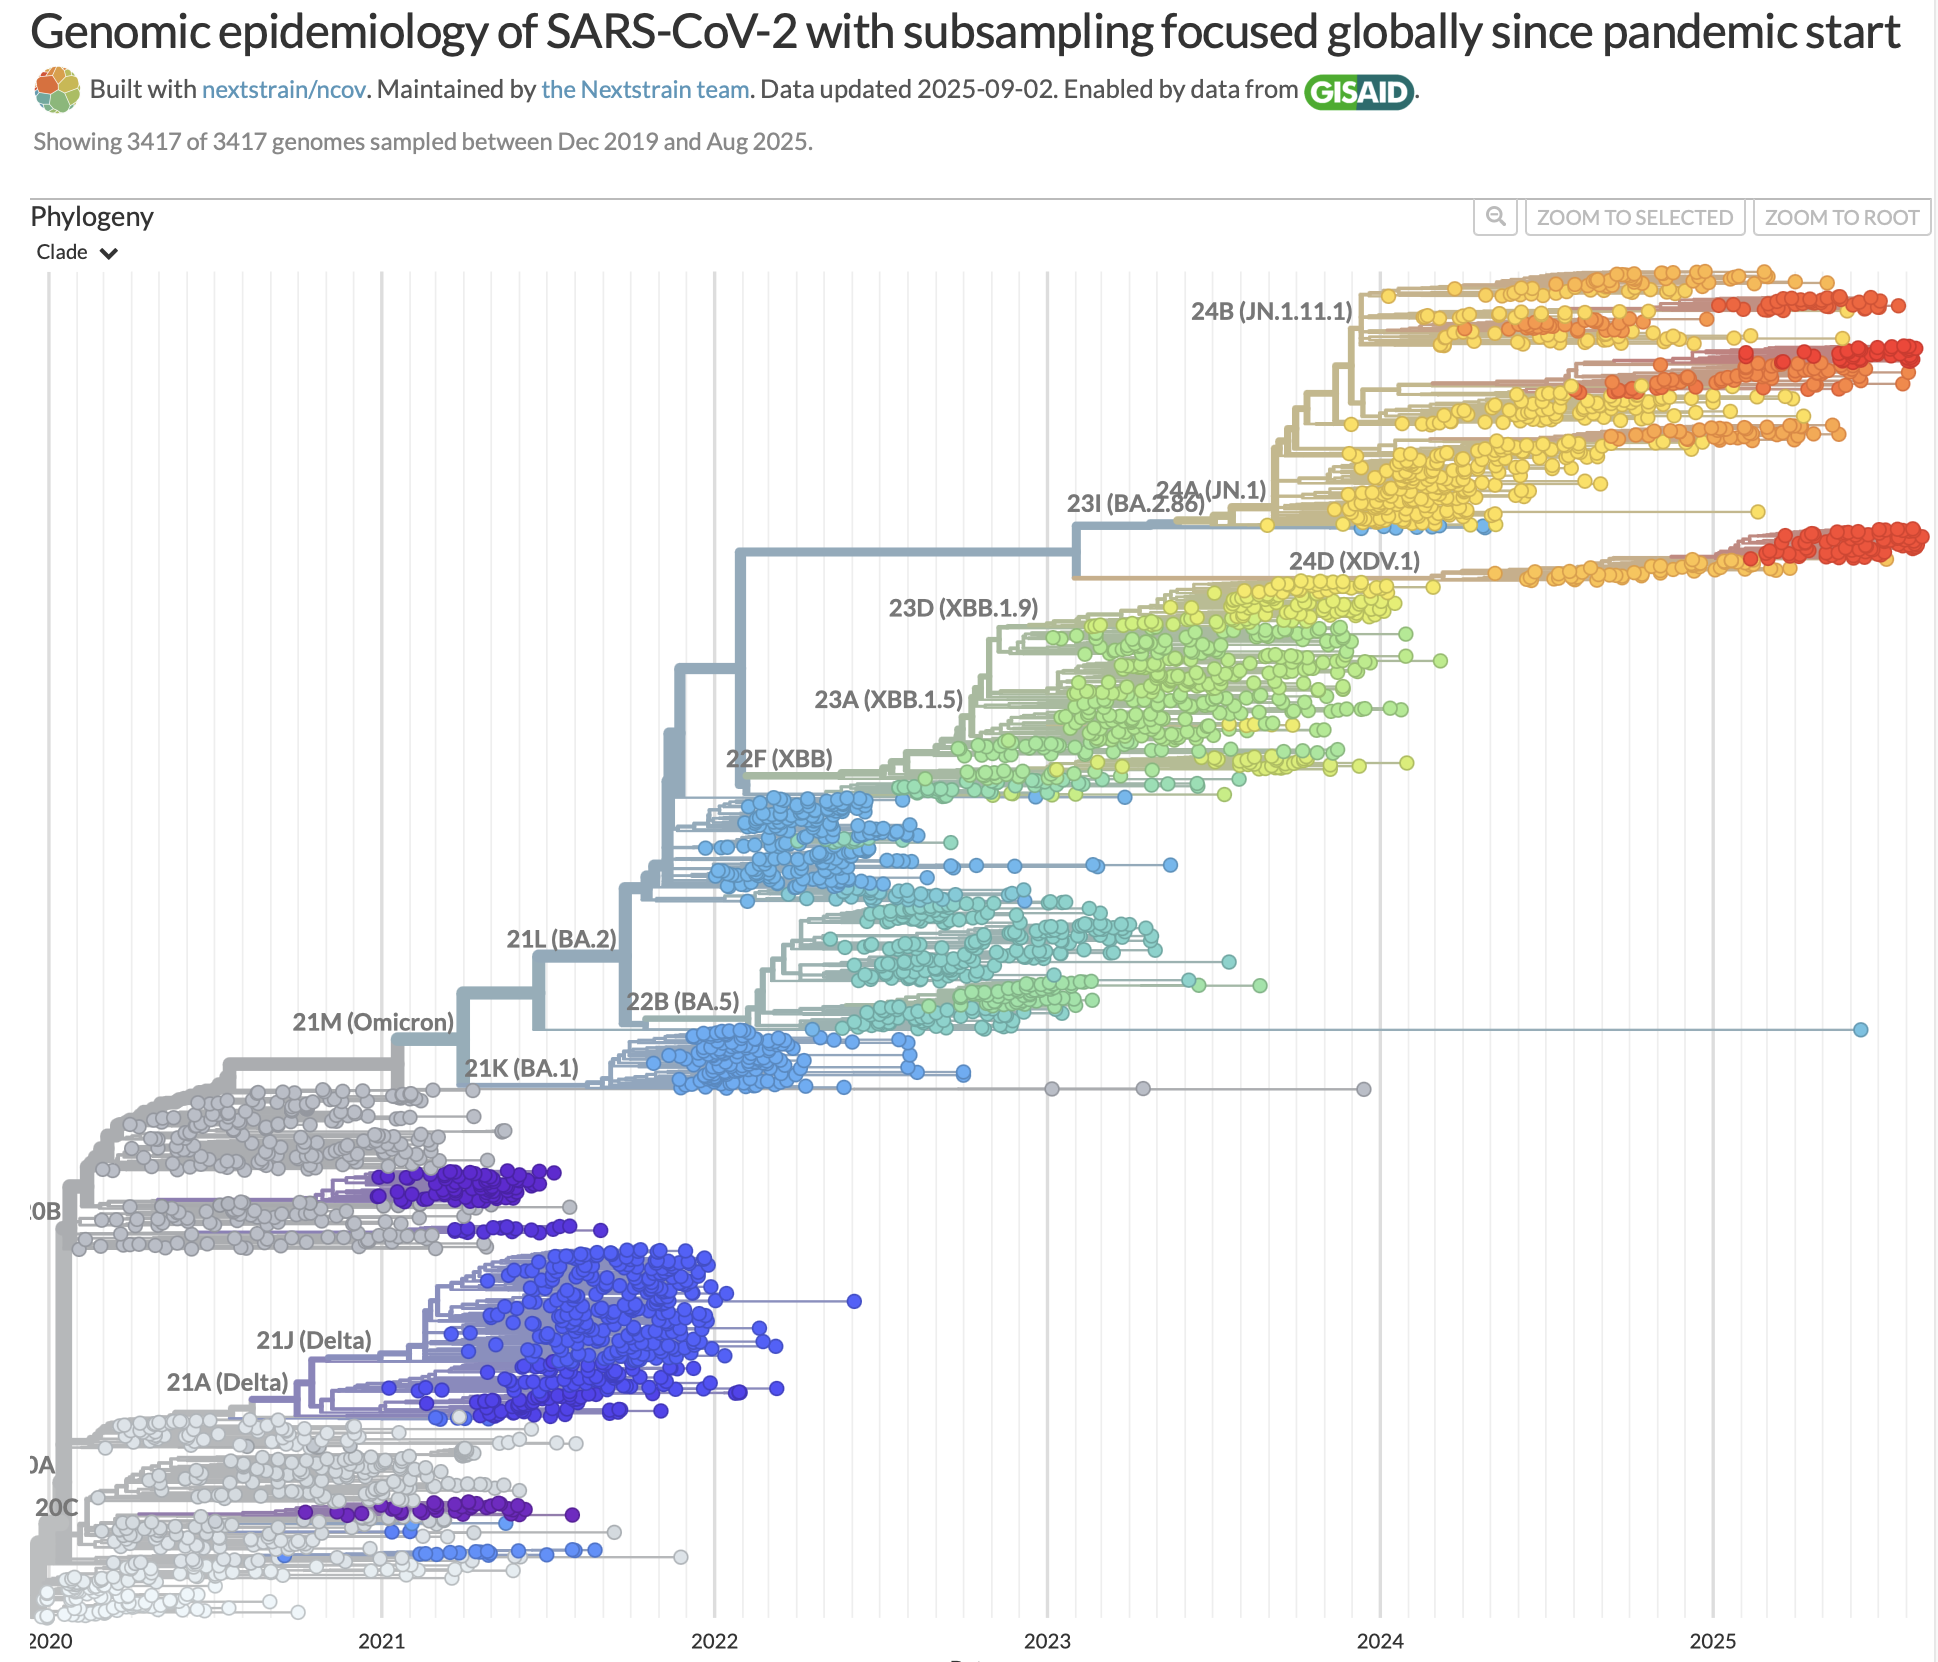 Genomic epidemiology of SARS-CoV-2 with subsampling focused globally since pandemic start
Built with nextstrain/ncov. Maintained by the Nextstrain team. Data updated 2025-09-02. Enabled by data from GISAID.
Showing 3417 of 3417 genomes sampled between Dec 2019 and Aug 2025.
Phylogeny
ZOOM TO SELECTED
ZOOM TO ROOT
Clade
24B (JN.1.11.1)
24A (JN.1)
23I (BA.2.86)
24D (XDV.1)
23D (XBB.1.9)
23A (XBB.1.5)
22F (XBB)
21L (BA.2)
22B (BA.5)
21M (Omicron)
21K (BA.1)
0B
21J (Delta)
21A (Delta)
0A
20C
2020 2021 2022 2023 2024 2025